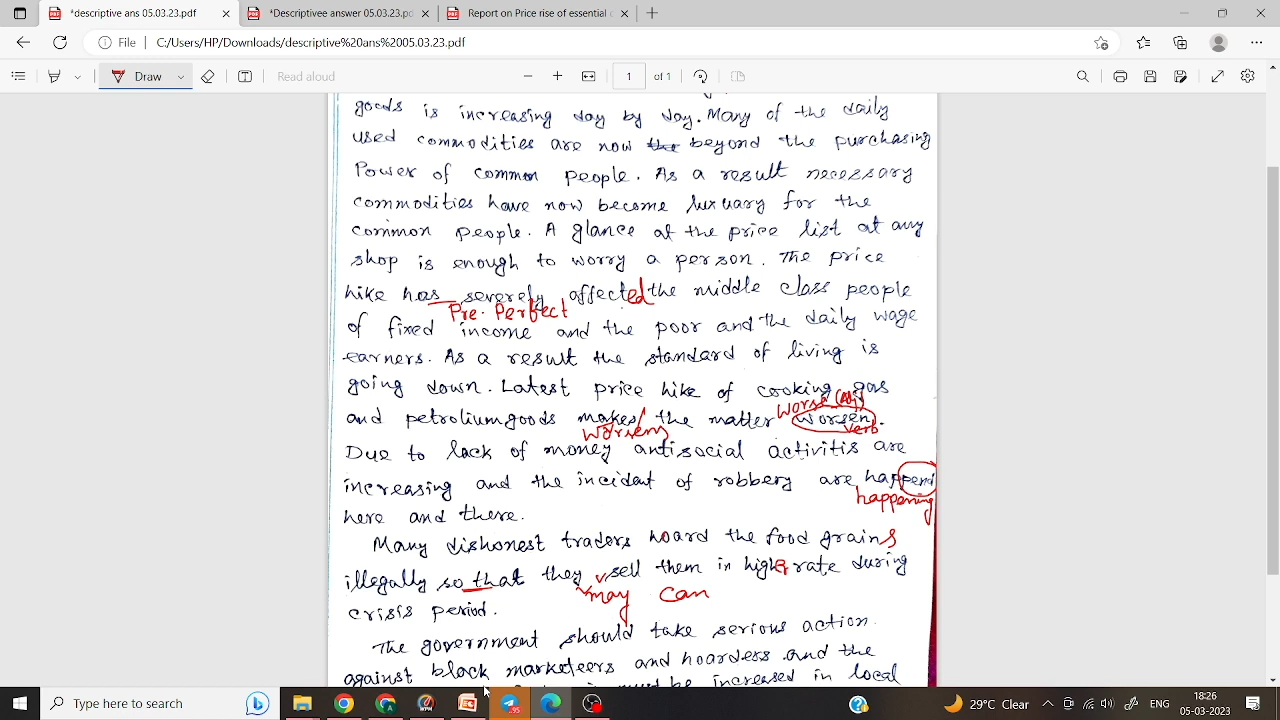 *descriptive ans 05.03.23.pdf
*Descriptivee answer 05.03.23.pd
Report on Price rise of essential c
File C:/Users/HP/Downloads/descriptive%20ans%2005.03.23.pdf
Draw Read aloud 1 of 1
goods is increasing day by day. Many of the daily
used commodities are now the beyond the purchasing
Power of common people. As a result necessary
commodities have now become luxuary for the
common people. A glance at the price list at any
shop is enough to worry a person. The price
hike has severely affected the middle class people
Pre. Perfect
of fixed income and the poor and the daily wage
earners. As a result the standard of living is
going down. Latest price hike of cooking gas
worse (Adj)
and petroliumgoods makes the matter worsen.
worsens verb
Due to lack of money antisocial activitis are
increasing and the incident of robbery are happend
happening
here and there.
Many dishonest traders hoard the food grains
illegally so that they sell them in higher rate during
may can
crisis period.
The government should take serious action
against black marketeers and hoarders and the
must be increased in local
Type here to search
95
29°C Clear ENG 18:26
05-03-2023